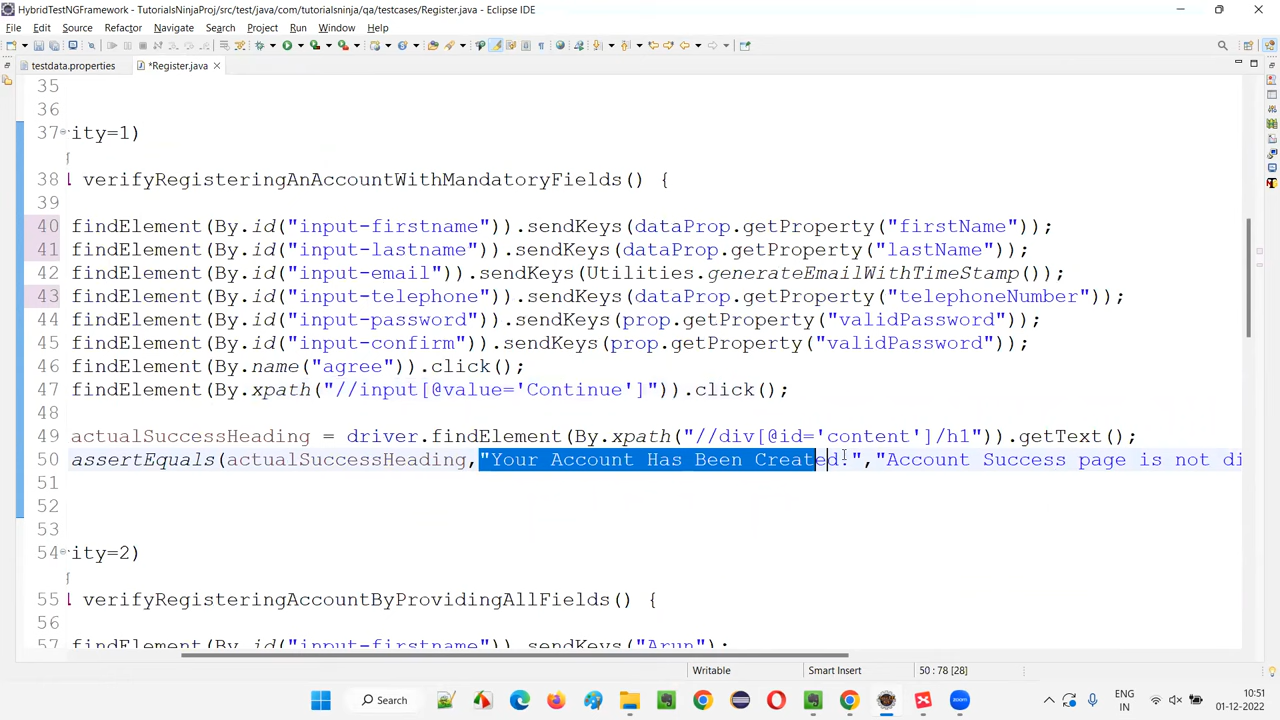 HybridTestNGFramework - TutorialsNinjaProj/src/test/java/com/tutorialsninja/qa/testcases/Register.java - Eclipse IDE
File Edit Source Refactor Navigate Search Project Run Window Help
testdata.properties *Register.java
35
36
37 ity=1)
38 l verifyRegisteringAnAccountWithMandatoryFields() {
39
40 findElement(By.id("input-firstname")).sendKeys(dataProp.getProperty("firstName"));
41 findElement(By.id("input-lastname")).sendKeys(dataProp.getProperty("lastName"));
42 findElement(By.id("input-email")).sendKeys(Utilities.generateEmailWithTimeStamp());
43 findElement(By.id("input-telephone")).sendKeys(dataProp.getProperty("telephoneNumber"));
44 findElement(By.id("input-password")).sendKeys(prop.getProperty("validPassword"));
45 findElement(By.id("input-confirm")).sendKeys(prop.getProperty("validPassword"));
46 findElement(By.name("agree")).click();
47 findElement(By.xpath("//input[@value='Continue']")).click();
48
49 actualSuccessHeading = driver.findElement(By.xpath("//div[@id='content']/h1")).getText();
50 assertEquals(actualSuccessHeading,"Your Account Has Been Created!","Account Success page is not di
51
52
53
54 ity=2)
55 l verifyRegisteringAccountByProvidingAllFields() {
56
57 findElement(By.id("input-firstname")).sendKeys("Arun");
Writable Smart Insert 50 : 78 [28]
Search ENG IN 10:51 01-12-2022